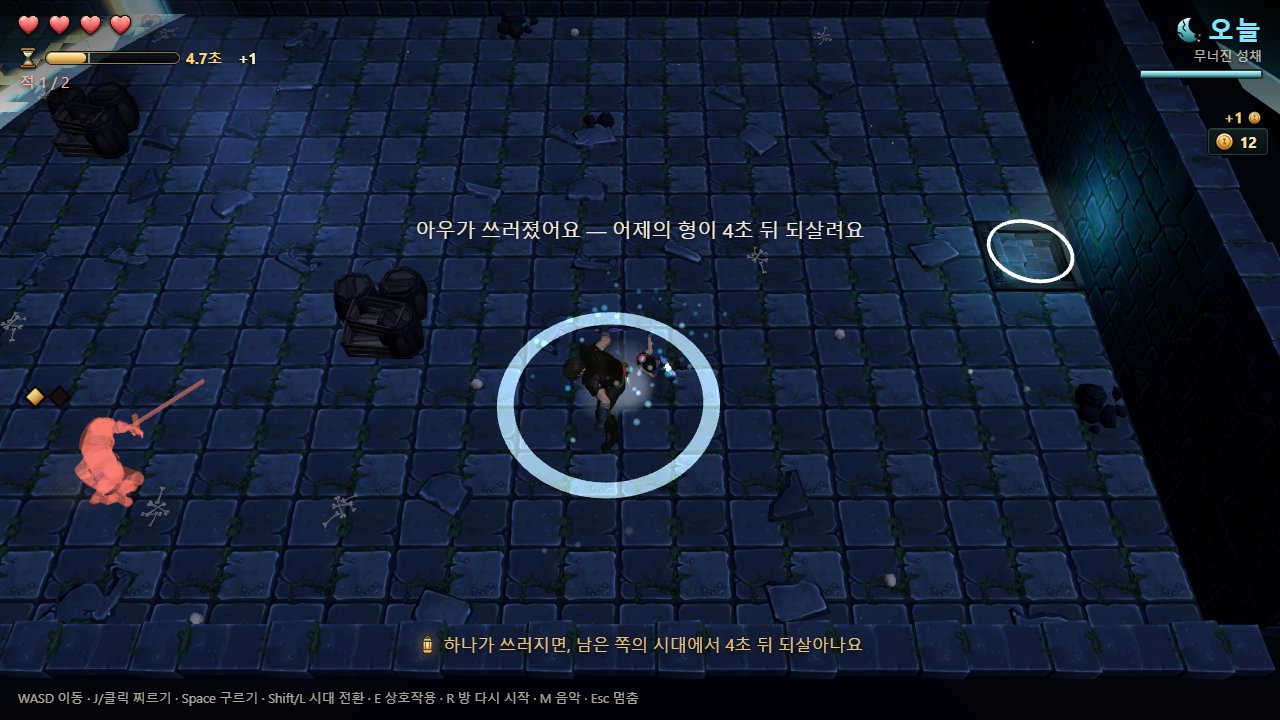 4.7초 +1
적 1 / 2
오늘
무너진 성채
+1
12
아우가 쓰러졌어요 — 어제의 형이 4초 뒤 되살려요
하나가 쓰러지면, 남은 쪽의 시대에서 4초 뒤 되살아나요
WASD 이동 · J/클릭 찌르기 · Space 구르기 · Shift/L 시대 전환 · E 상호작용 · R 방 다시 시작 · M 음악 · Esc 멈춤